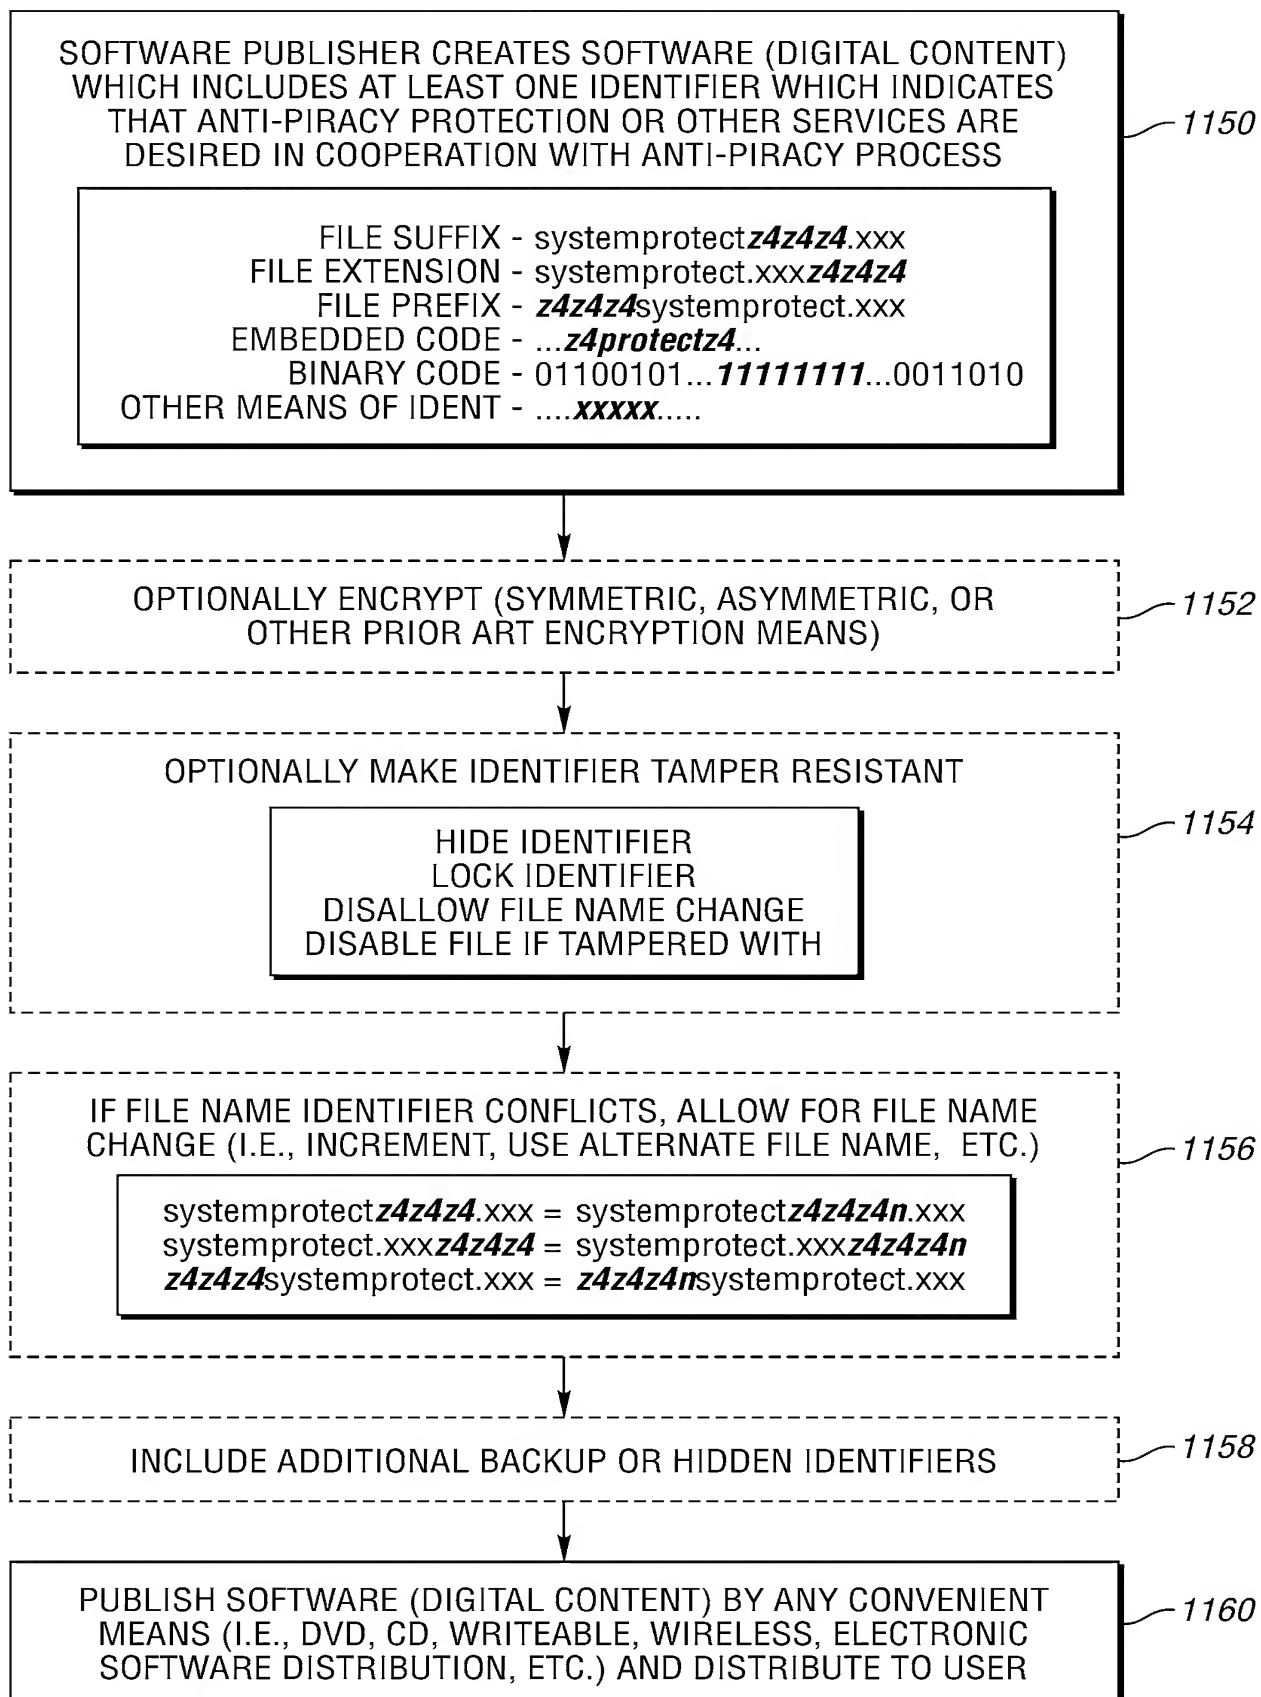 SOFTWARE PUBLISHER CREATES SOFTWARE (DIGITAL CONTENT)
WHICH INCLUDES AT LEAST ONE IDENTIFIER WHICH INDICATES
THAT ANTI-PIRACY PROTECTION OR OTHER SERVICES ARE
DESIRED IN COOPERATION WITH ANTI-PIRACY PROCESS
1150
FILE SUFFIX - systemprotectz4z4z4.xxx
FILE EXTENSION - systemprotect.xxxz4z4z4
FILE PREFIX - z4z4z4systemprotect.xxx
EMBEDDED CODE - ...z4protectz4...
BINARY CODE - 01100101...11111111...0011010
OTHER MEANS OF IDENT - ....xxxxx.....
OPTIONALLY ENCRYPT (SYMMETRIC, ASYMMETRIC, OR
OTHER PRIOR ART ENCRYPTION MEANS)
1152
OPTIONALLY MAKE IDENTIFIER TAMPER RESISTANT
1154
HIDE IDENTIFIER
LOCK IDENTIFIER
DISALLOW FILE NAME CHANGE
DISABLE FILE IF TAMPERED WITH
IF FILE NAME IDENTIFIER CONFLICTS, ALLOW FOR FILE NAME
CHANGE (I.E., INCREMENT, USE ALTERNATE FILE NAME, ETC.)
1156
systemprotectz4z4z4.xxx = systemprotectz4z4z4n.xxx
systemprotect.xxxz4z4z4 = systemprotect.xxxz4z4z4n
z4z4z4systemprotect.xxx = z4z4z4nsystemprotect.xxx
INCLUDE ADDITIONAL BACKUP OR HIDDEN IDENTIFIERS
1158
PUBLISH SOFTWARE (DIGITAL CONTENT) BY ANY CONVENIENT
MEANS (I.E., DVD, CD, WRITEABLE, WIRELESS, ELECTRONIC
SOFTWARE DISTRIBUTION, ETC.) AND DISTRIBUTE TO USER
1160